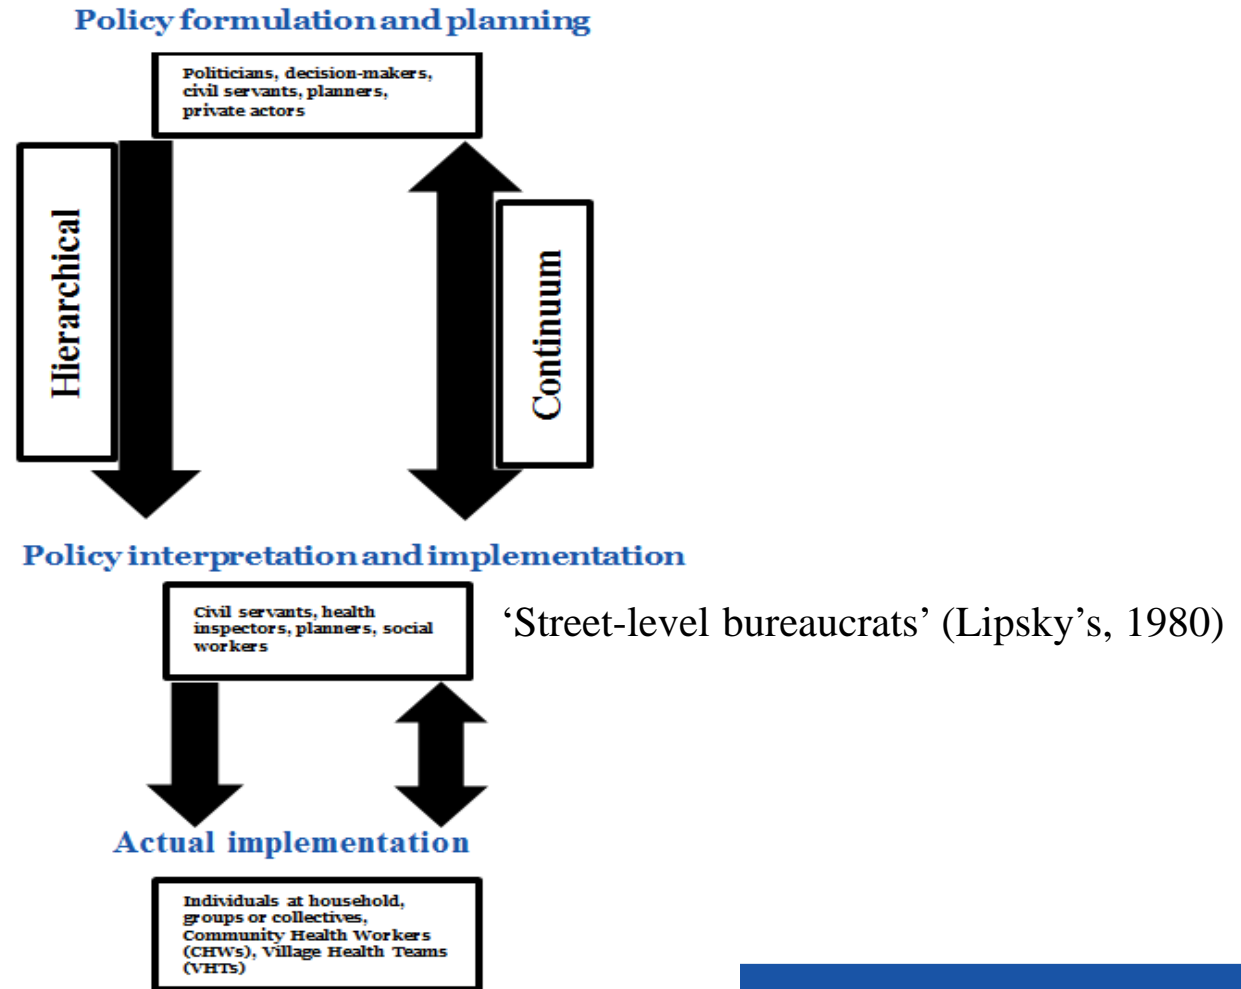 Policy formulation and planning
Politicians, decision-makers,
civil servants, planners,
private actors
Hierarchical
Continuum
Policy interpretation and implementation
Civil servants, health
inspectors, planners, social
workers
‘Street-level bureaucrats’ (Lipsky’s, 1980)
Actual implementation
Individuals at household,
groups or collectives,
Community Health Workers
(CHWs), Village Health Teams
(VHTs)